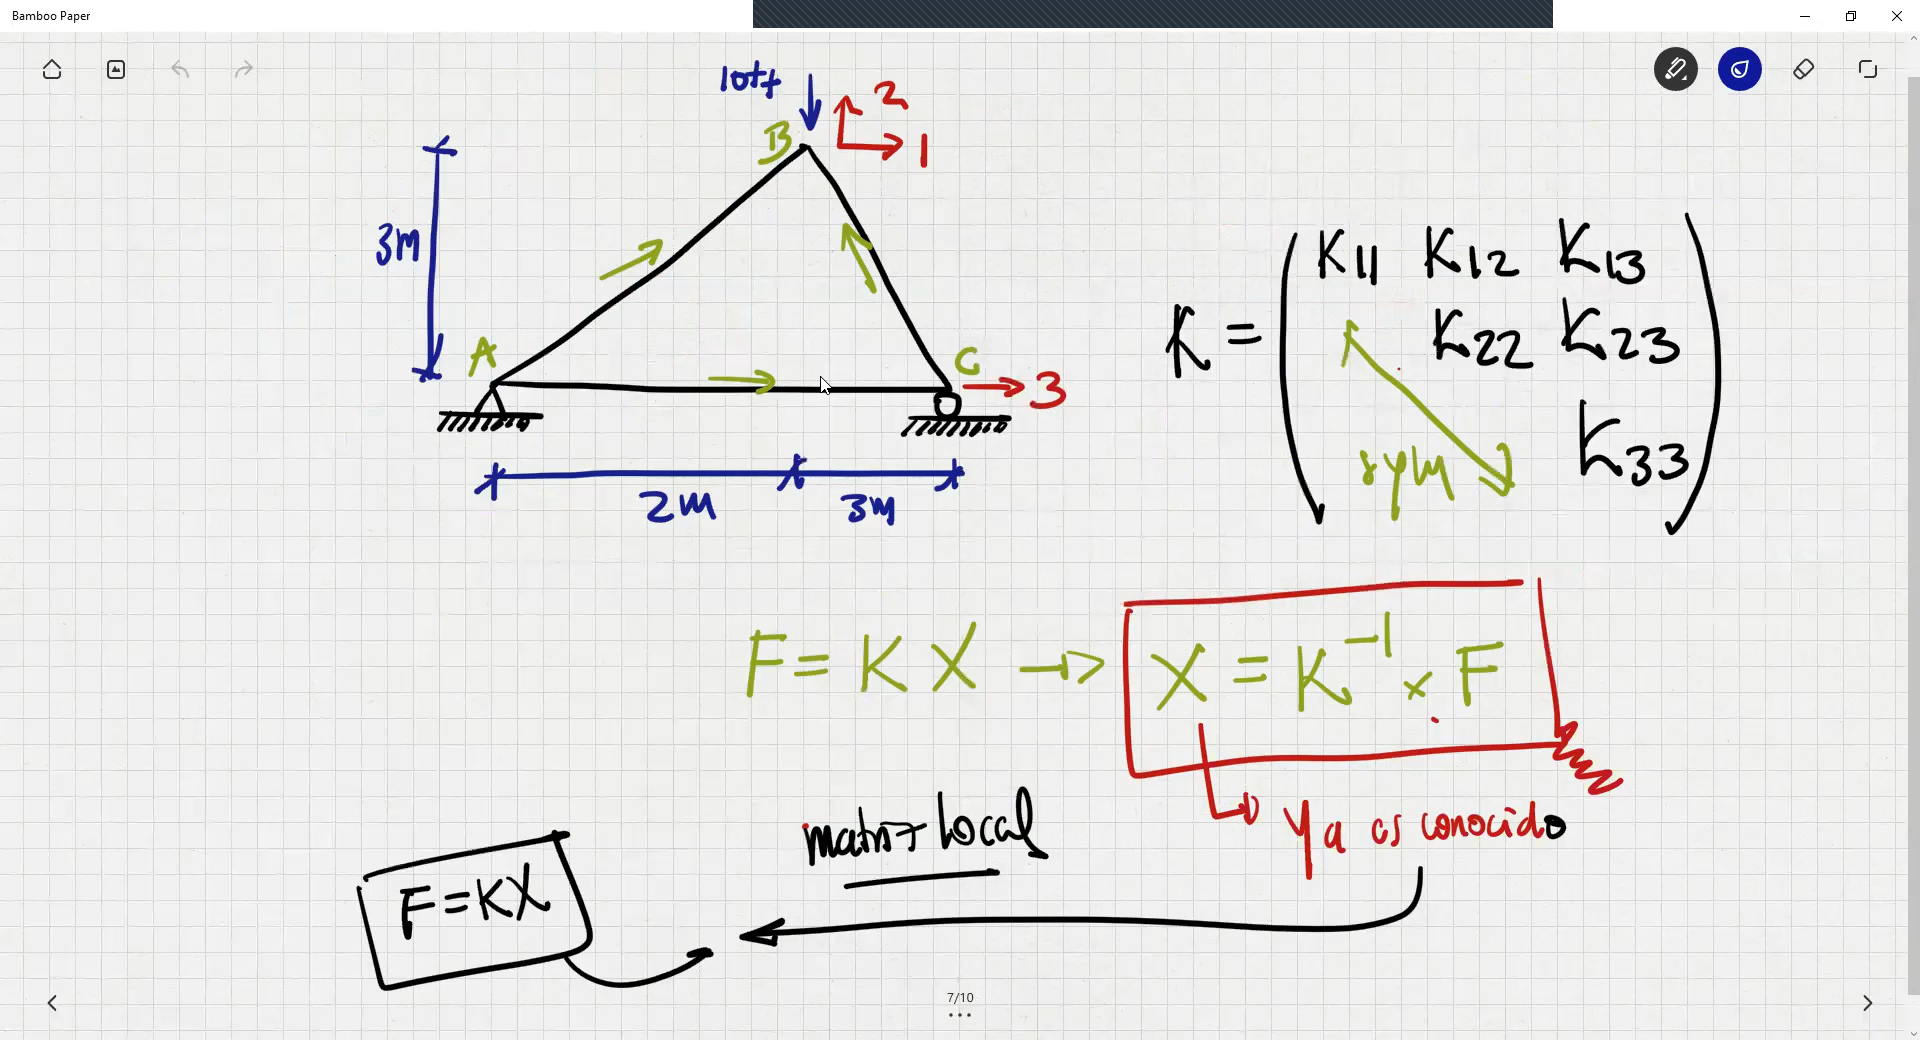 Bamboo Paper
10tf
2
B
1
3m
K11 K12 K13
K =
K22 K23
A
C
3
K33
sym
2m
3m
F = K X → X = K⁻¹ × F
Ya es conocido
local
F = KX
7/10